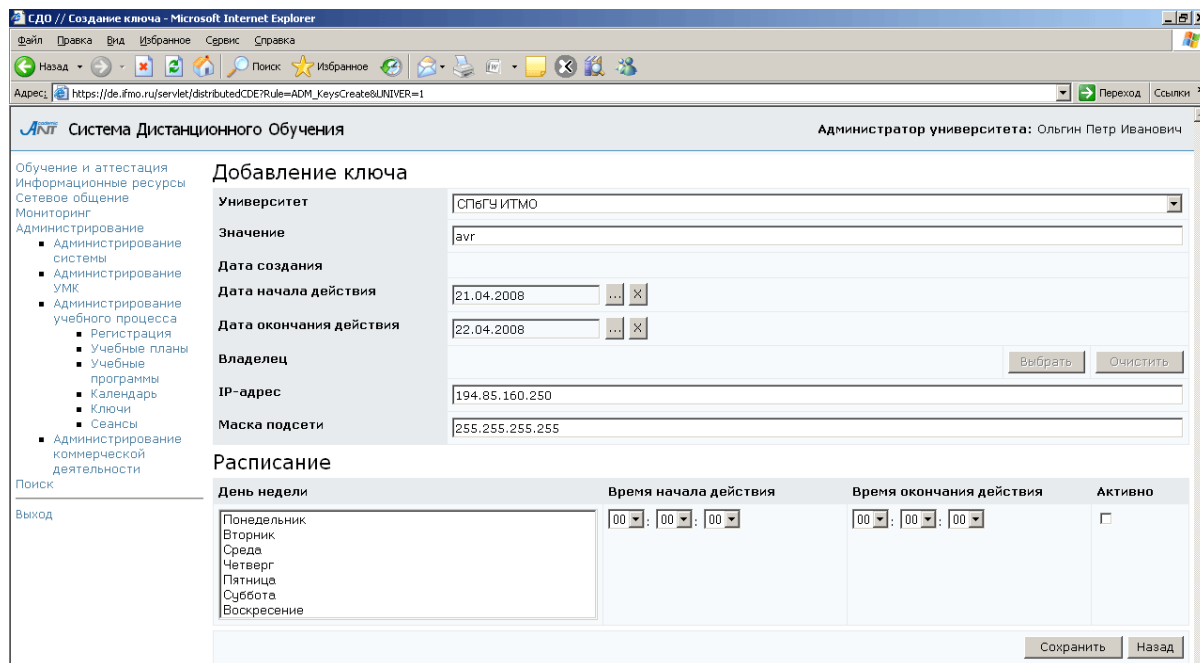 СДО // Создание ключа - Microsoft Internet Explorer
Файл Правка Вид Избранное Сервис Справка
Назад Поиск Избранное
Адрес: https://de.ifmo.ru/servlet/distributedCDE?Rule=ADM_KeysCreate&UNIVER=1 Переход Ссылки
Academic ANT Система Дистанционного Обучения Администратор университета: Ольгин Петр Иванович
Обучение и аттестация
Информационные ресурсы
Сетевое общение
Мониторинг
Администрирование
Администрирование
системы
Администрирование
УМК
Администрирование
учебного процесса
Регистрация
Учебные планы
Учебные
программы
Календарь
Ключи
Сеансы
Администрирование
коммерческой
деятельности
Поиск
Выход
Добавление ключа
Университет СПбГУ ИТМО
Значение avr
Дата создания
Дата начала действия 21.04.2008 ... X
Дата окончания действия 22.04.2008 ... X
Владелец Выбрать Очистить
IP-адрес 194.85.160.250
Маска подсети 255.255.255.255
Расписание
День недели Время начала действия Время окончания действия Активно
Понедельник 00 : 00 : 00 00 : 00 : 00
Вторник
Среда
Четверг
Пятница
Суббота
Воскресение
Сохранить Назад